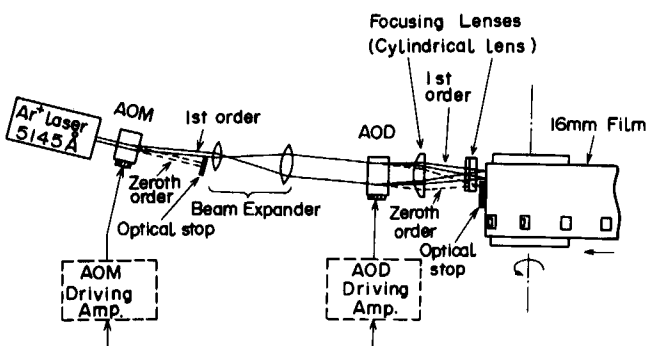 Focusing Lenses
(Cylindrical lens)
1st
order
AOM
Ar+ laser
5145Å
1st order
AOD
16mm Film
Zeroth
order
Optical stop
Beam Expander
Zeroth
order
Optical
stop
AOM
Driving
Amp.
AOD
Driving
Amp.